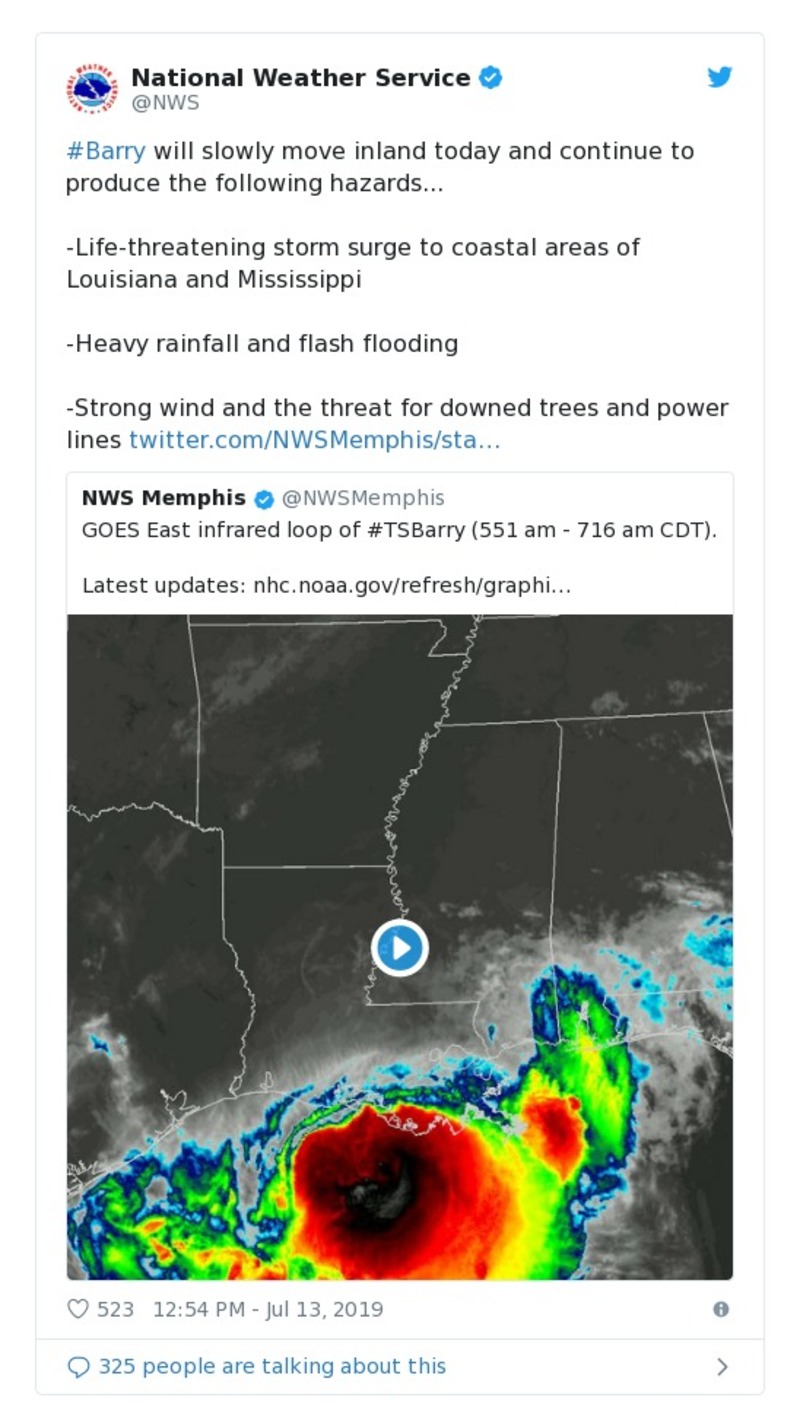 National Weather Service
@NWS
#Barry will slowly move inland today and continue to
produce the following hazards...
-Life-threatening storm surge to coastal areas of
Louisiana and Mississippi
-Heavy rainfall and flash flooding
-Strong wind and the threat for downed trees and power
lines twitter.com/NWSMemphis/sta…
NWS Memphis @NWSMemphis
GOES East infrared loop of #TSBarry (551 am - 716 am CDT).
Latest updates: nhc.noaa.gov/refresh/graphi…
523 12:54 PM - Jul 13, 2019
325 people are talking about this